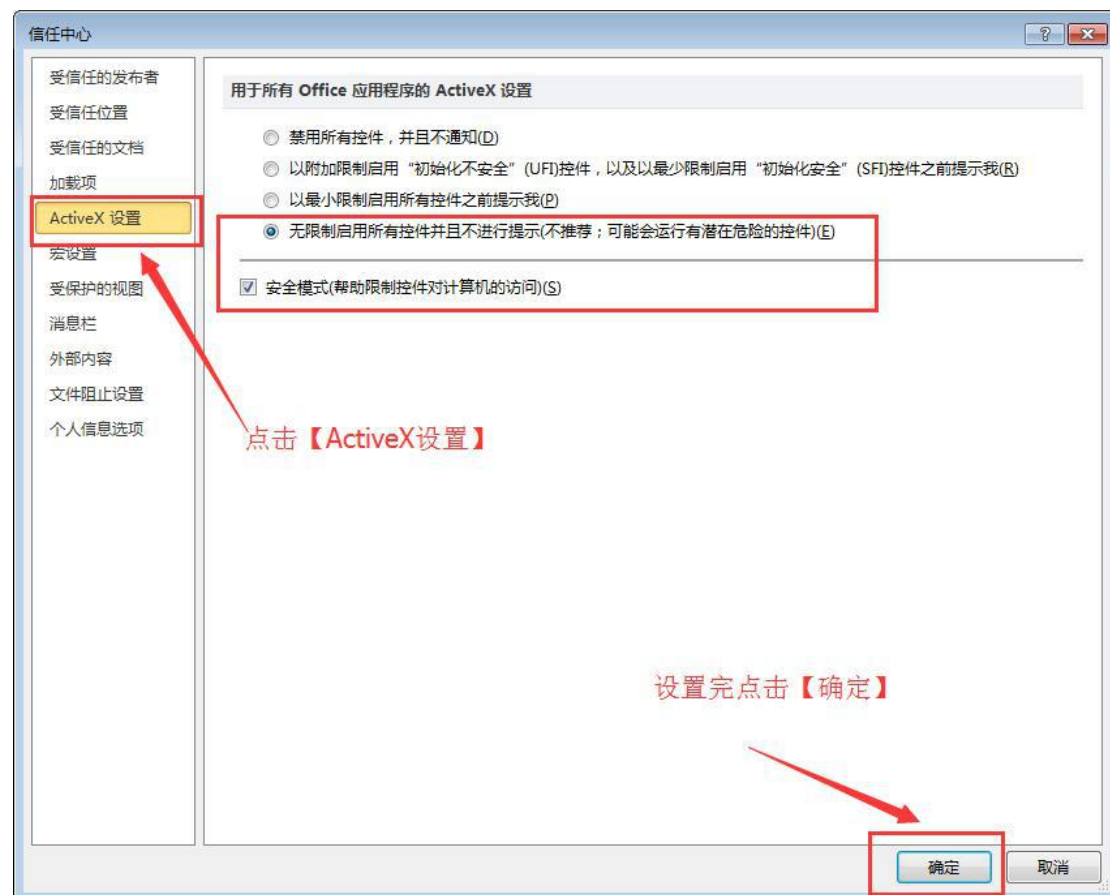 信任中心
受信任的发布者
受信任位置
受信任的文档
加载项
ActiveX 设置
宏设置
受保护的视图
消息栏
外部内容
文件阻止设置
个人信息选项
用于所有 Office 应用程序的 ActiveX 设置
禁用所有控件，并且不通知(D)
以附加限制启用“初始化不安全”(UFI)控件，以及以最少限制启用“初始化安全”(SFI)控件之前提示我(R)
以最小限制启用所有控件之前提示我(P)
无限制启用所有控件并且不进行提示(不推荐；可能会运行有潜在危险的控件)(E)
安全模式(帮助限制控件对计算机的访问)(S)
点击【ActiveX设置】
设置完点击【确定】
确定
取消